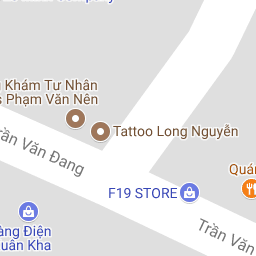 Khám Tư Nhân
Phạm Văn Nên
Tattoo Long Nguyễn
Trần Văn Đang
F19 STORE
Quá
Trần Văn
Điện
Kha